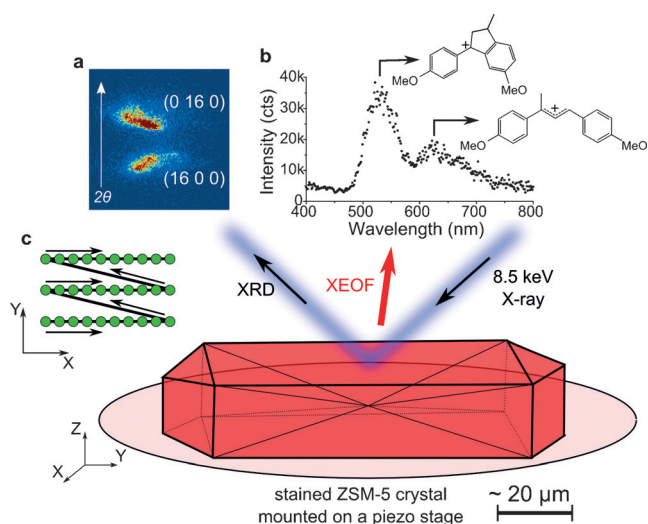 a
(0 16 0)
(16 0 0)
2θ
b
40k
30k
20k
10k
0
Intensity (cts)
400 500 600 700 800
Wavelength (nm)
+
MeO
MeO
+
MeO
OMe
c
Y
X
XRD
XEOF
8.5 keV
X-ray
Z
Y
X
stained ZSM-5 crystal
mounted on a piezo stage
~ 20 μm